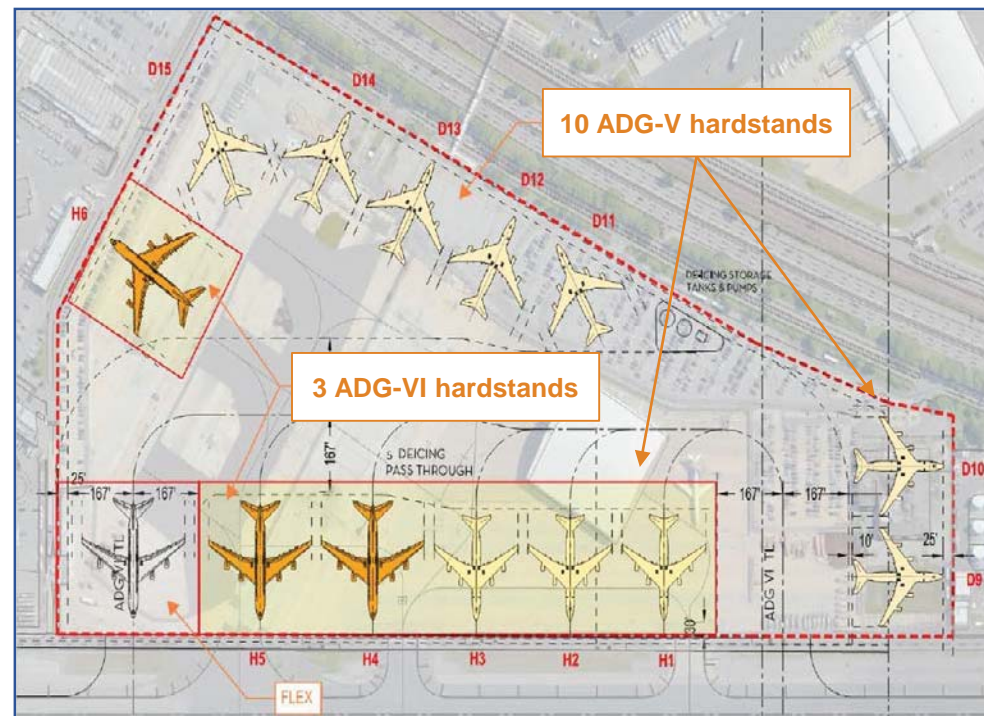 D15
D14
D13
10 ADG-V hardstands
D12
H6
D11
DEICING STORAGE
TANKS & PUMPS
3 ADG-VI hardstands
167'
5 DEICING
PASS THROUGH
D10
25'
167'
167'
167'
167'
10'
25'
ADG VI TL
ADG VI TL
D9
30'
H5
H4
H3
H2
H1
FLEX